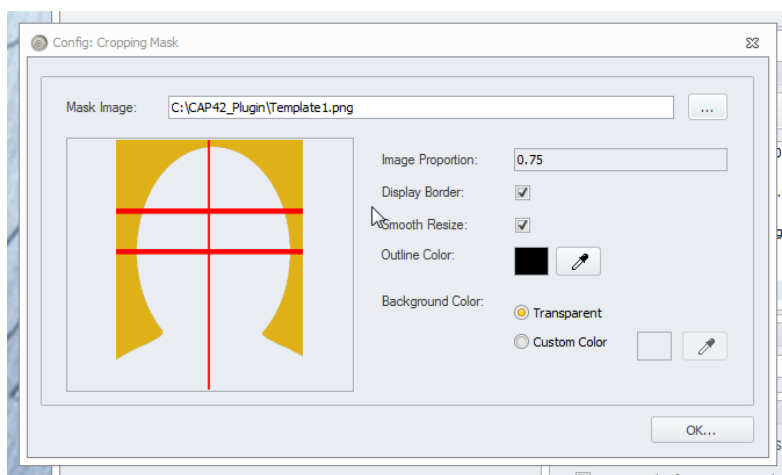 Config: Cropping Mask
Mask Image:
C:\CAP42_Plugin\Template1.png
...
Image Proportion:
0.75
Display Border:
Smooth Resize:
Outline Color:
Background Color:
Transparent
Custom Color
OK...